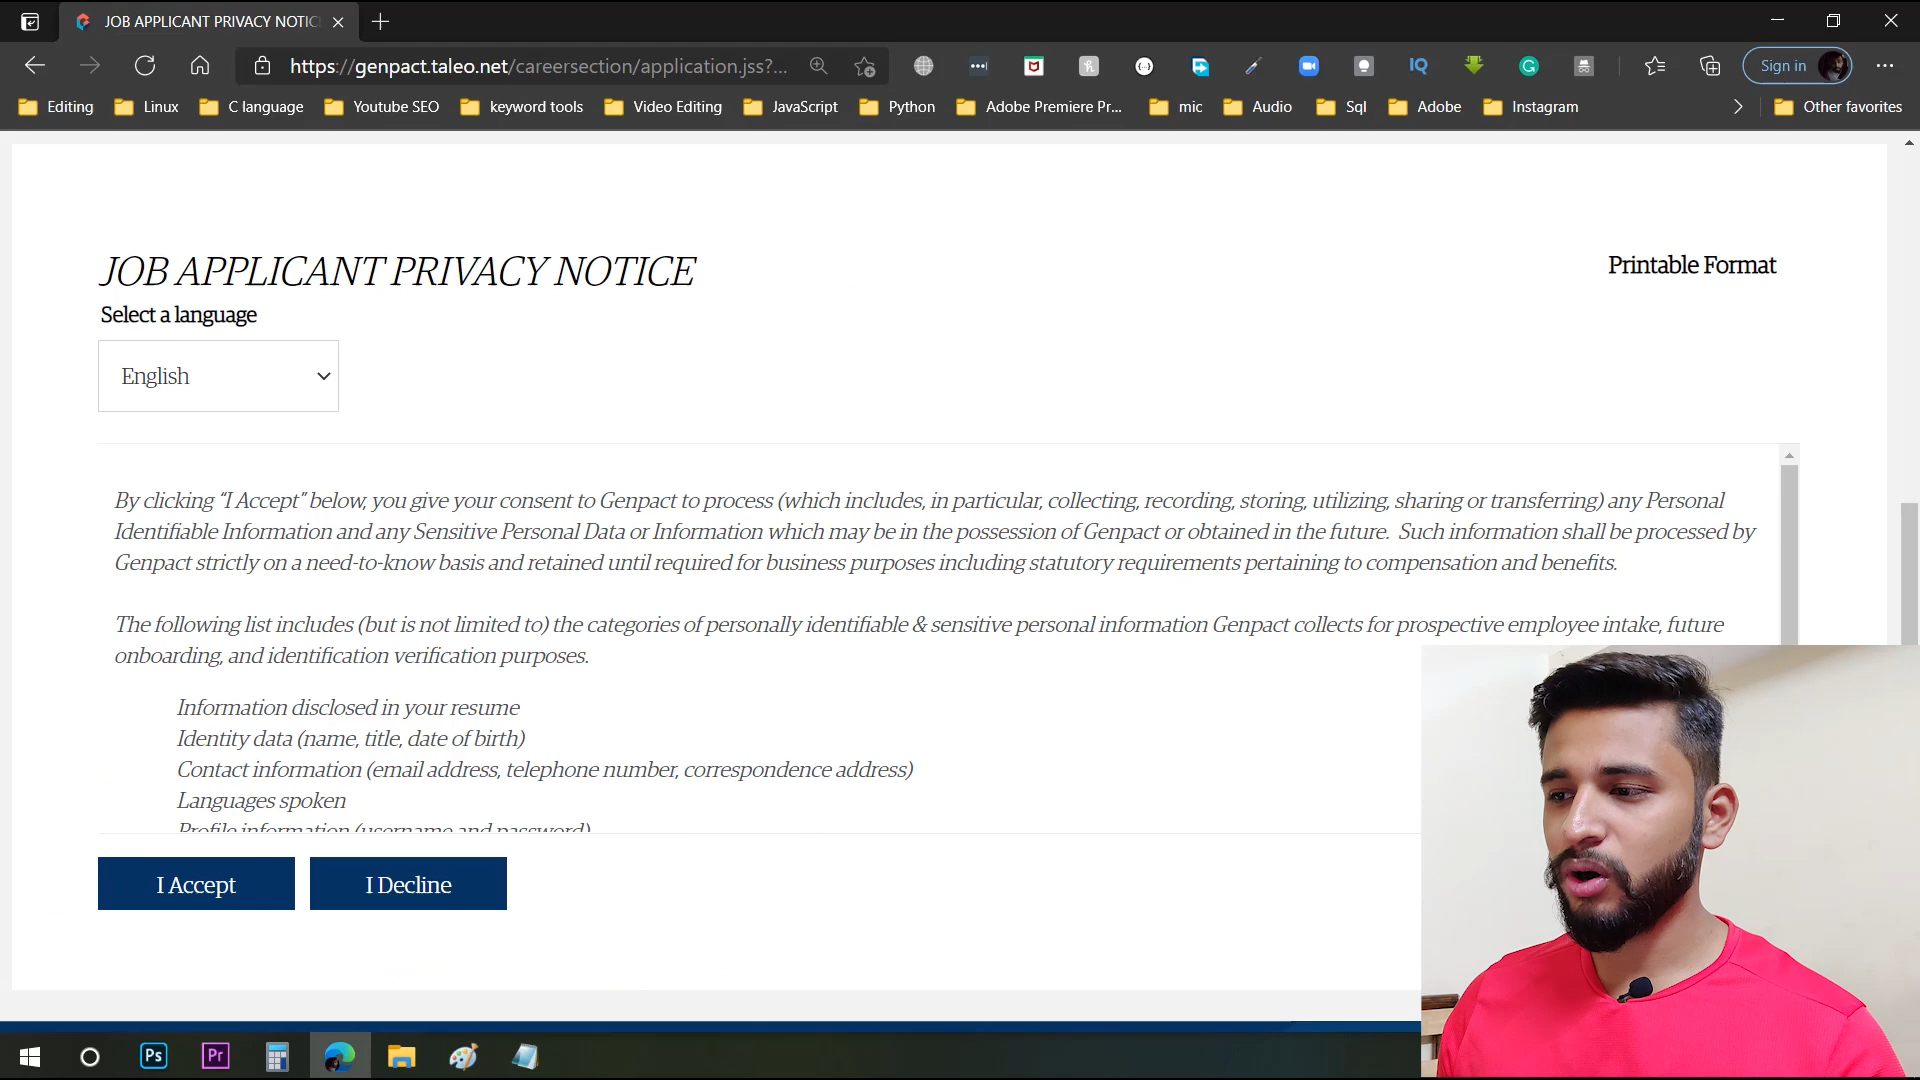 JOB APPLICANT PRIVACY NOTIC
https://genpact.taleo.net/careersection/application.jss?...
IQ
Sign in
Editing
Linux
C language
Youtube SEO
keyword tools
Video Editing
JavaScript
Python
Adobe Premiere Pr...
mic
Audio
Sql
Adobe
Instagram
Other favorites
JOB APPLICANT PRIVACY NOTICE
Printable Format
Select a language
English
By clicking “I Accept” below, you give your consent to Genpact to process (which includes, in particular, collecting, recording, storing, utilizing, sharing or transferring) any Personal
Identifiable Information and any Sensitive Personal Data or Information which may be in the possession of Genpact or obtained in the future. Such information shall be processed by
Genpact strictly on a need-to-know basis and retained until required for business purposes including statutory requirements pertaining to compensation and benefits.
The following list includes (but is not limited to) the categories of personally identifiable & sensitive personal information Genpact collects for prospective employee intake, future
onboarding, and identification verification purposes.
Information disclosed in your resume
Identity data (name, title, date of birth)
Contact information (email address, telephone number, correspondence address)
Languages spoken
Profile information (username and password)
I Accept
I Decline
Ps
Pr